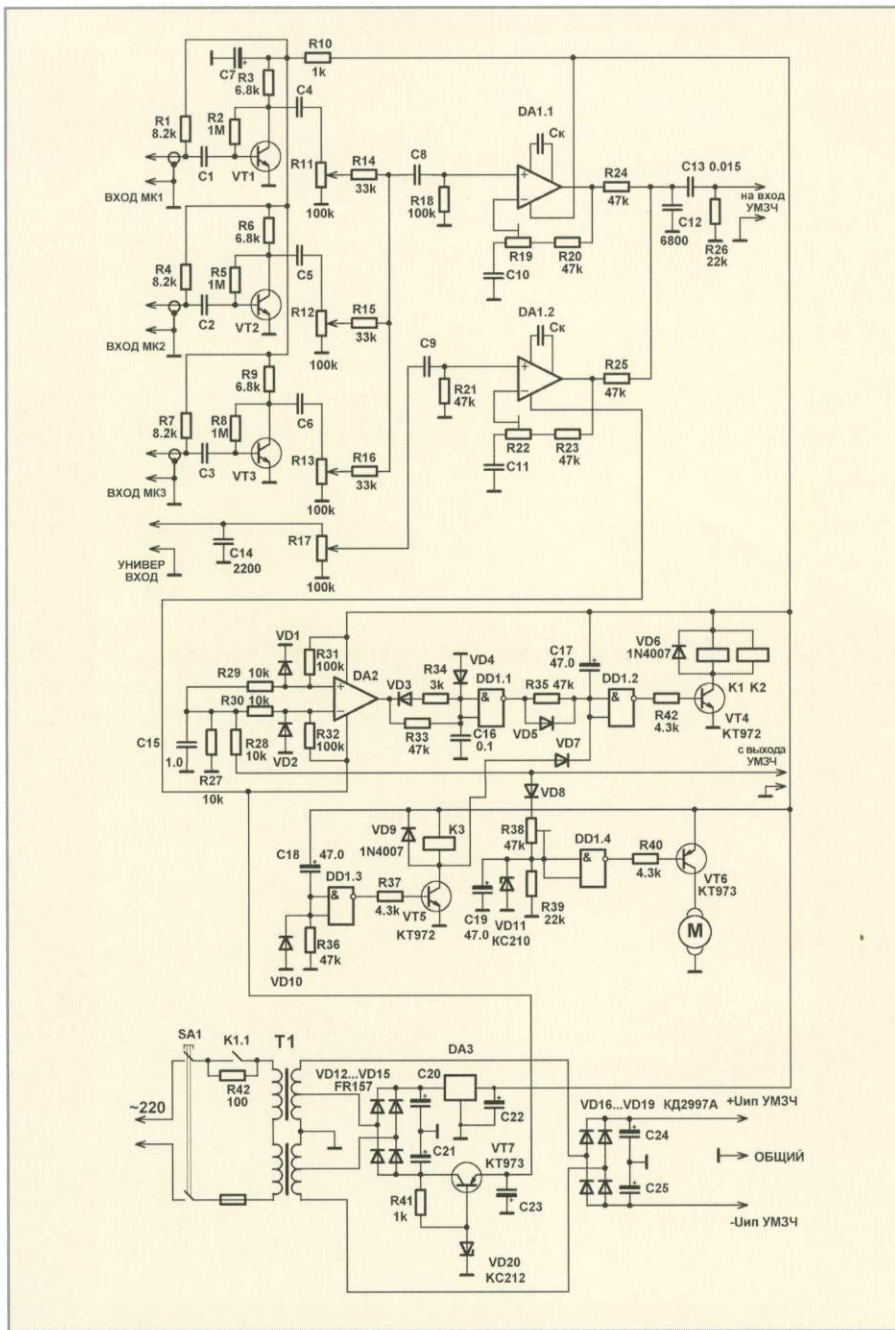 R10
1k
C7
R3
6.8k
C4
R1
8.2k
R2
1M
C1
VT1
R11
100k
R14
33k
ВХОД МК1
C8
R18
100k
DA1.1
Cк
+
−
R19
R20
47k
C10
R24
47k
C13 0.015
C12
6800
на вход
УМЗЧ
R26
22k
R6
6.8k
C5
R4
8.2k
R5
1M
C2
VT2
R12
100k
R15
33k
ВХОД МК2
R9
6.8k
C6
R7
8.2k
R8
1M
C3
VT3
R13
100k
R16
33k
ВХОД МК3
DA1.2
Cк
C9
R21
47k
+
−
R22
R23
47k
C11
R25
47k
R17
100k
C14
2200
УНИВЕР
ВХОД
VD1
R31
100k
R29 10k
R30 10k
DA2
+
−
C15
1.0
R27
10k
R28
10k
VD2
R32
100k
VD3
R34
3k
VD4
R33
47k
C16
0.1
DD1.1
&
R35 47k
VD5
VD7
C17
47.0
DD1.2
&
R42
4.3k
VD6
1N4007
K1 K2
VT4
КТ972
с выхода
УМЗЧ
VD8
C18
47.0
VD9
1N4007
K3
DD1.3
&
R37
4.3k
VT5
КТ972
R36
47k
VD10
R38
47k
C19
47.0
VD11
КС210
R39
22k
DD1.4
&
R40
4.3k
VT6
КТ973
M
SA1
K1.1
T1
R42
100
~220
VD12...VD15
FR157
C20
DA3
C22
C21
VT7
КТ973
R41
1k
C23
VD20
КС212
VD16...VD19 КД2997А
C24
C25
+Uип УМЗЧ
ОБЩИЙ
-Uип УМЗЧ